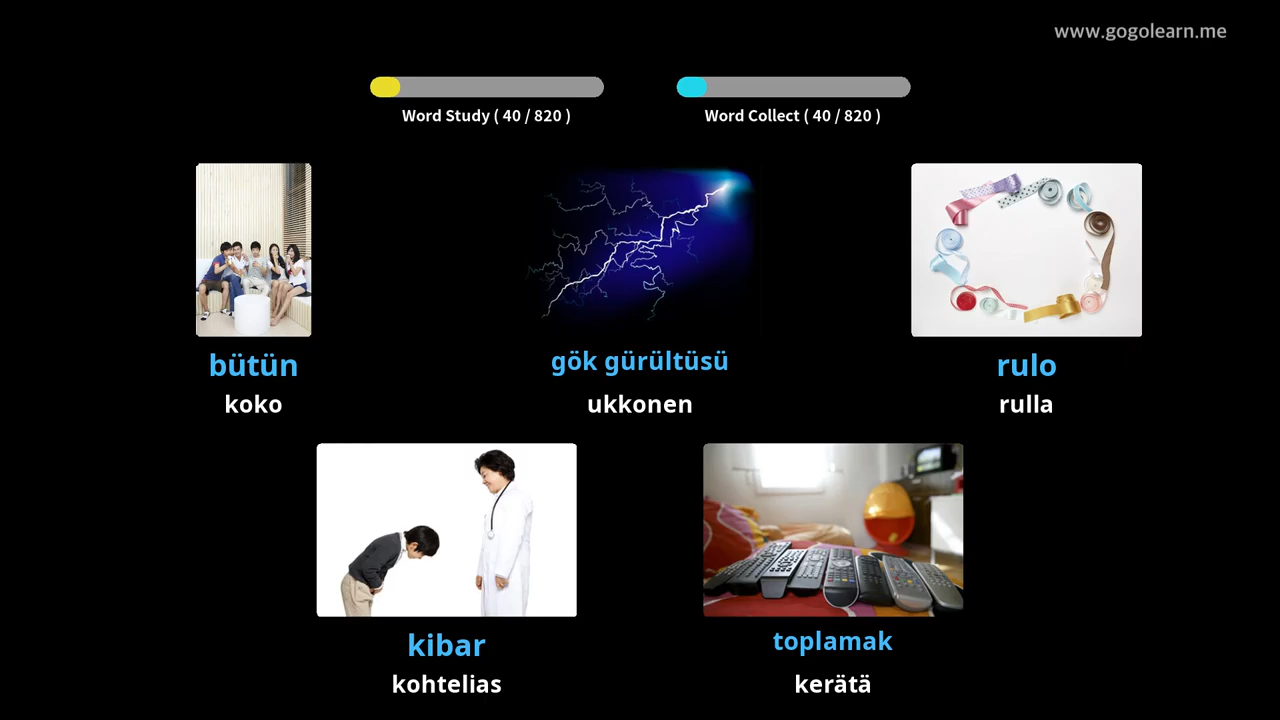 www.gogolearn.me
Word Study ( 40 / 820 )
Word Collect ( 40 / 820 )
bütün
koko
gök gürültüsü
ukkonen
rulo
rulla
kibar
kohtelias
toplamak
kerätä